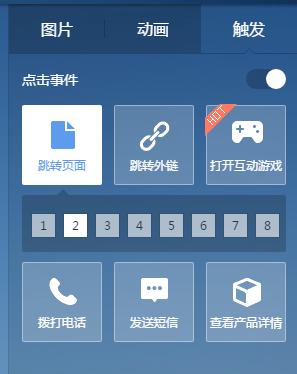 图片 动画 触发
点击事件
HOT
跳转页面 跳转外链 打开互动游戏
1 2 3 4 5 6 7 8
拨打电话 发送短信 查看产品详情